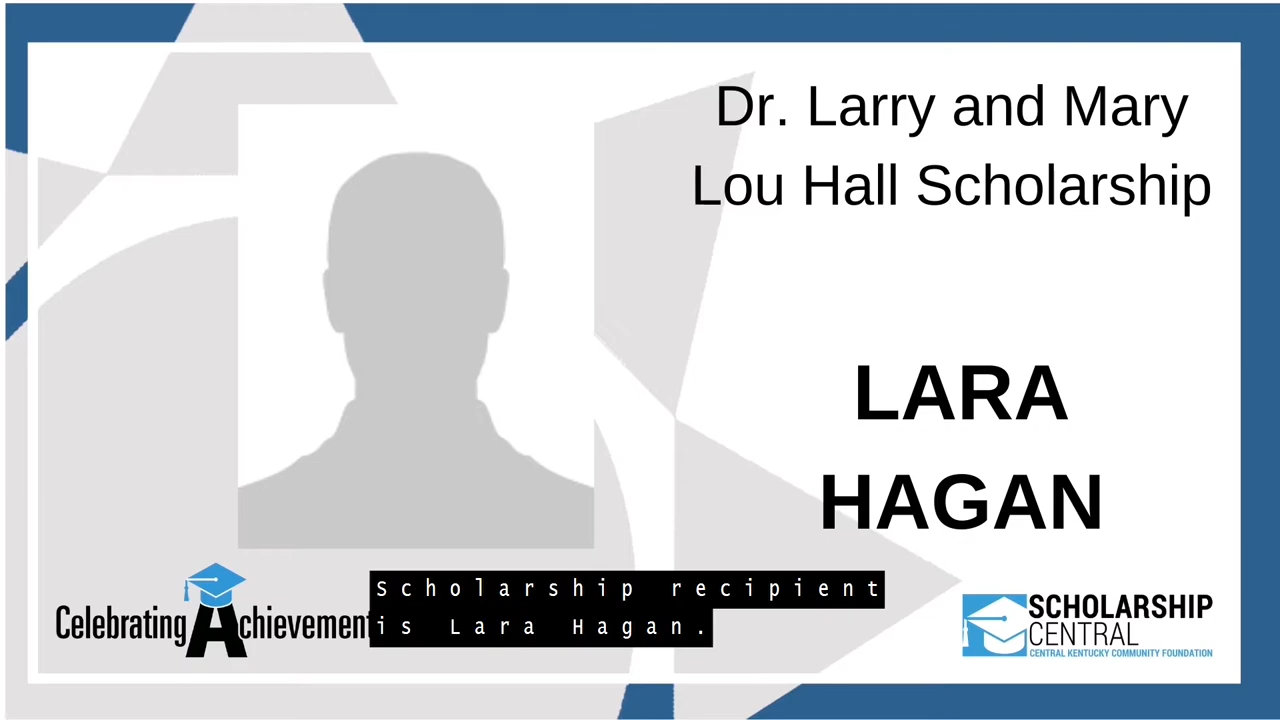 Dr. Larry and Mary
Lou Hall Scholarship
LARA
HAGAN
Celebrating Achievement
Scholarship recipient
is Lara Hagan.
SCHOLARSHIP
CENTRAL
CENTRAL KENTUCKY COMMUNITY FOUNDATION